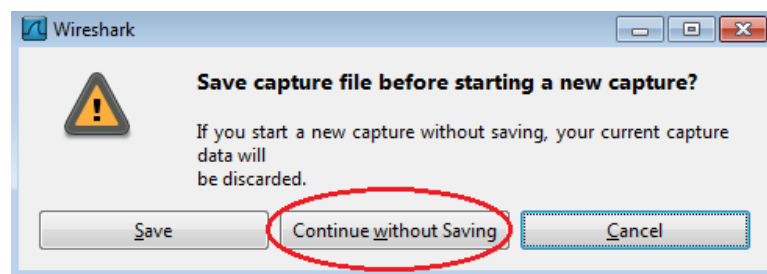 Wireshark
Save capture file before starting a new capture?
If you start a new capture without saving, your current capture
data will
be discarded.
Save
Continue without Saving
Cancel